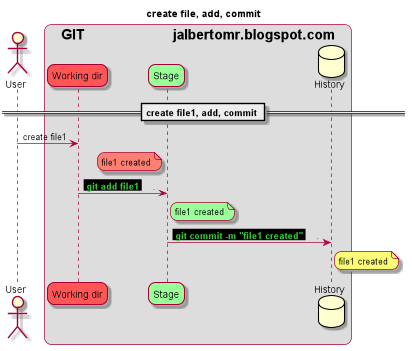 create file, add, commit
GIT jalbertomr.blogspot.com
User Working dir Stage History
create file1, add, commit
create file1
file1 created
git add file1
file1 created
git commit -m "file1 created"
file1 created
User Working dir Stage History